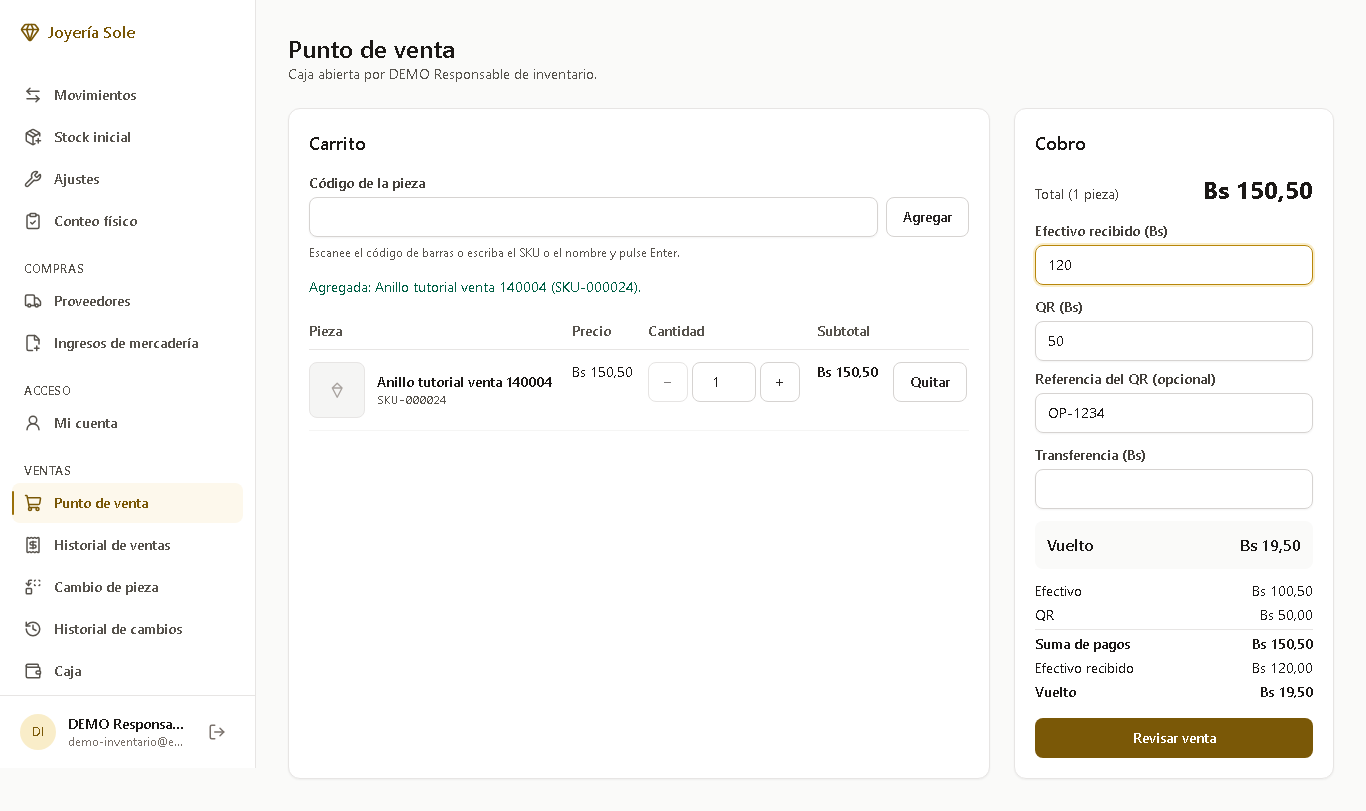 Joyería Sole
Movimientos
Stock inicial
Ajustes
Conteo físico
COMPRAS
Proveedores
Ingresos de mercadería
ACCESO
Mi cuenta
VENTAS
Punto de venta
Historial de ventas
Cambio de pieza
Historial de cambios
Caja
DI
DEMO Responsa...
demo-inventario@e...
Punto de venta
Caja abierta por DEMO Responsable de inventario.
Carrito
Código de la pieza
Agregar
Escanee el código de barras o escriba el SKU o el nombre y pulse Enter.
Agregada: Anillo tutorial venta 140004 (SKU-000024).
Pieza Precio Cantidad Subtotal
Anillo tutorial venta 140004 Bs 150,50 − 1 + Bs 150,50 Quitar
SKU-000024
Cobro
Total (1 pieza) Bs 150,50
Efectivo recibido (Bs)
120
QR (Bs)
50
Referencia del QR (opcional)
OP-1234
Transferencia (Bs)
Vuelto Bs 19,50
Efectivo Bs 100,50
QR Bs 50,00
Suma de pagos Bs 150,50
Efectivo recibido Bs 120,00
Vuelto Bs 19,50
Revisar venta